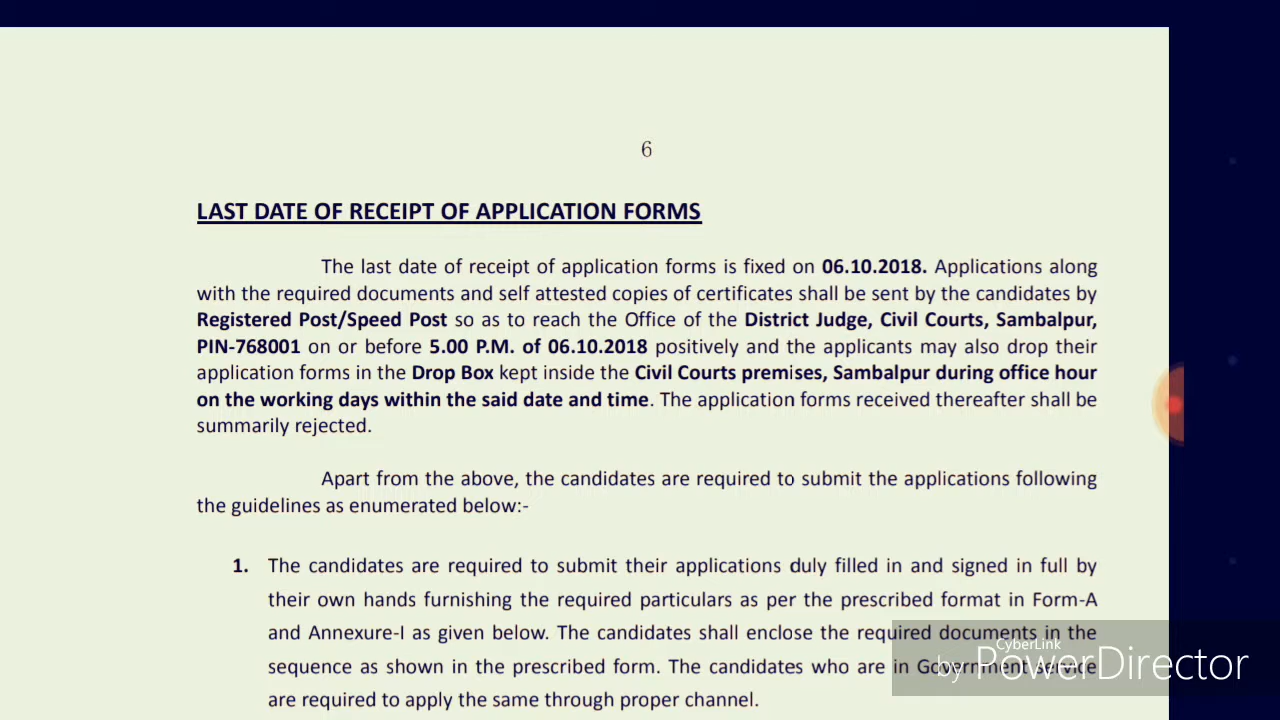 6
LAST DATE OF RECEIPT OF APPLICATION FORMS
The last date of receipt of application forms is fixed on 06.10.2018. Applications along
with the required documents and self attested copies of certificates shall be sent by the candidates by
Registered Post/Speed Post so as to reach the Office of the District Judge, Civil Courts, Sambalpur,
PIN-768001 on or before 5.00 P.M. of 06.10.2018 positively and the applicants may also drop their
application forms in the Drop Box kept inside the Civil Courts premises, Sambalpur during office hour
on the working days within the said date and time. The application forms received thereafter shall be
summarily rejected.
Apart from the above, the candidates are required to submit the applications following
the guidelines as enumerated below:-
1. The candidates are required to submit their applications duly filled in and signed in full by
their own hands furnishing the required particulars as per the prescribed format in Form-A
and Annexure-I as given below. The candidates shall enclose the required documents in the
sequence as shown in the prescribed form. The candidates who are in Government service
are required to apply the same through proper channel.
CyberLink
by PowerDirector